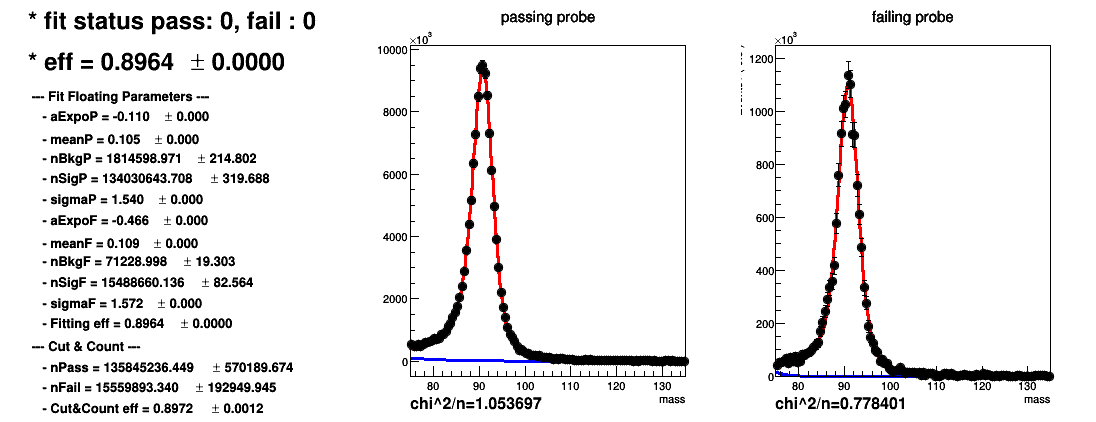 * fit status pass: 0, fail : 0
* eff = 0.8964 ± 0.0000
--- Fit Floating Parameters ---
- aExpoP = -0.110 ± 0.000
- meanP = 0.105 ± 0.000
- nBkgP = 1814598.971 ± 214.802
- nSigP = 134030643.708 ± 319.688
- sigmaP = 1.540 ± 0.000
- aExpoF = -0.466 ± 0.000
- meanF = 0.109 ± 0.000
- nBkgF = 71228.998 ± 19.303
- nSigF = 15488660.136 ± 82.564
- sigmaF = 1.572 ± 0.000
- Fitting eff = 0.8964 ± 0.0000
--- Cut & Count ---
- nPass = 135845236.449 ± 570189.674
- nFail = 15559893.340 ± 192949.945
- Cut&Count eff = 0.8972 ± 0.0012
passing probe
×10³
10000
8000
6000
4000
2000
0
80 90 100 110 120 130
mass
chi^2/n=1.053697
failing probe
×10³
1200
1000
800
600
400
200
0
80 90 100 110 120 130
mass
chi^2/n=0.778401